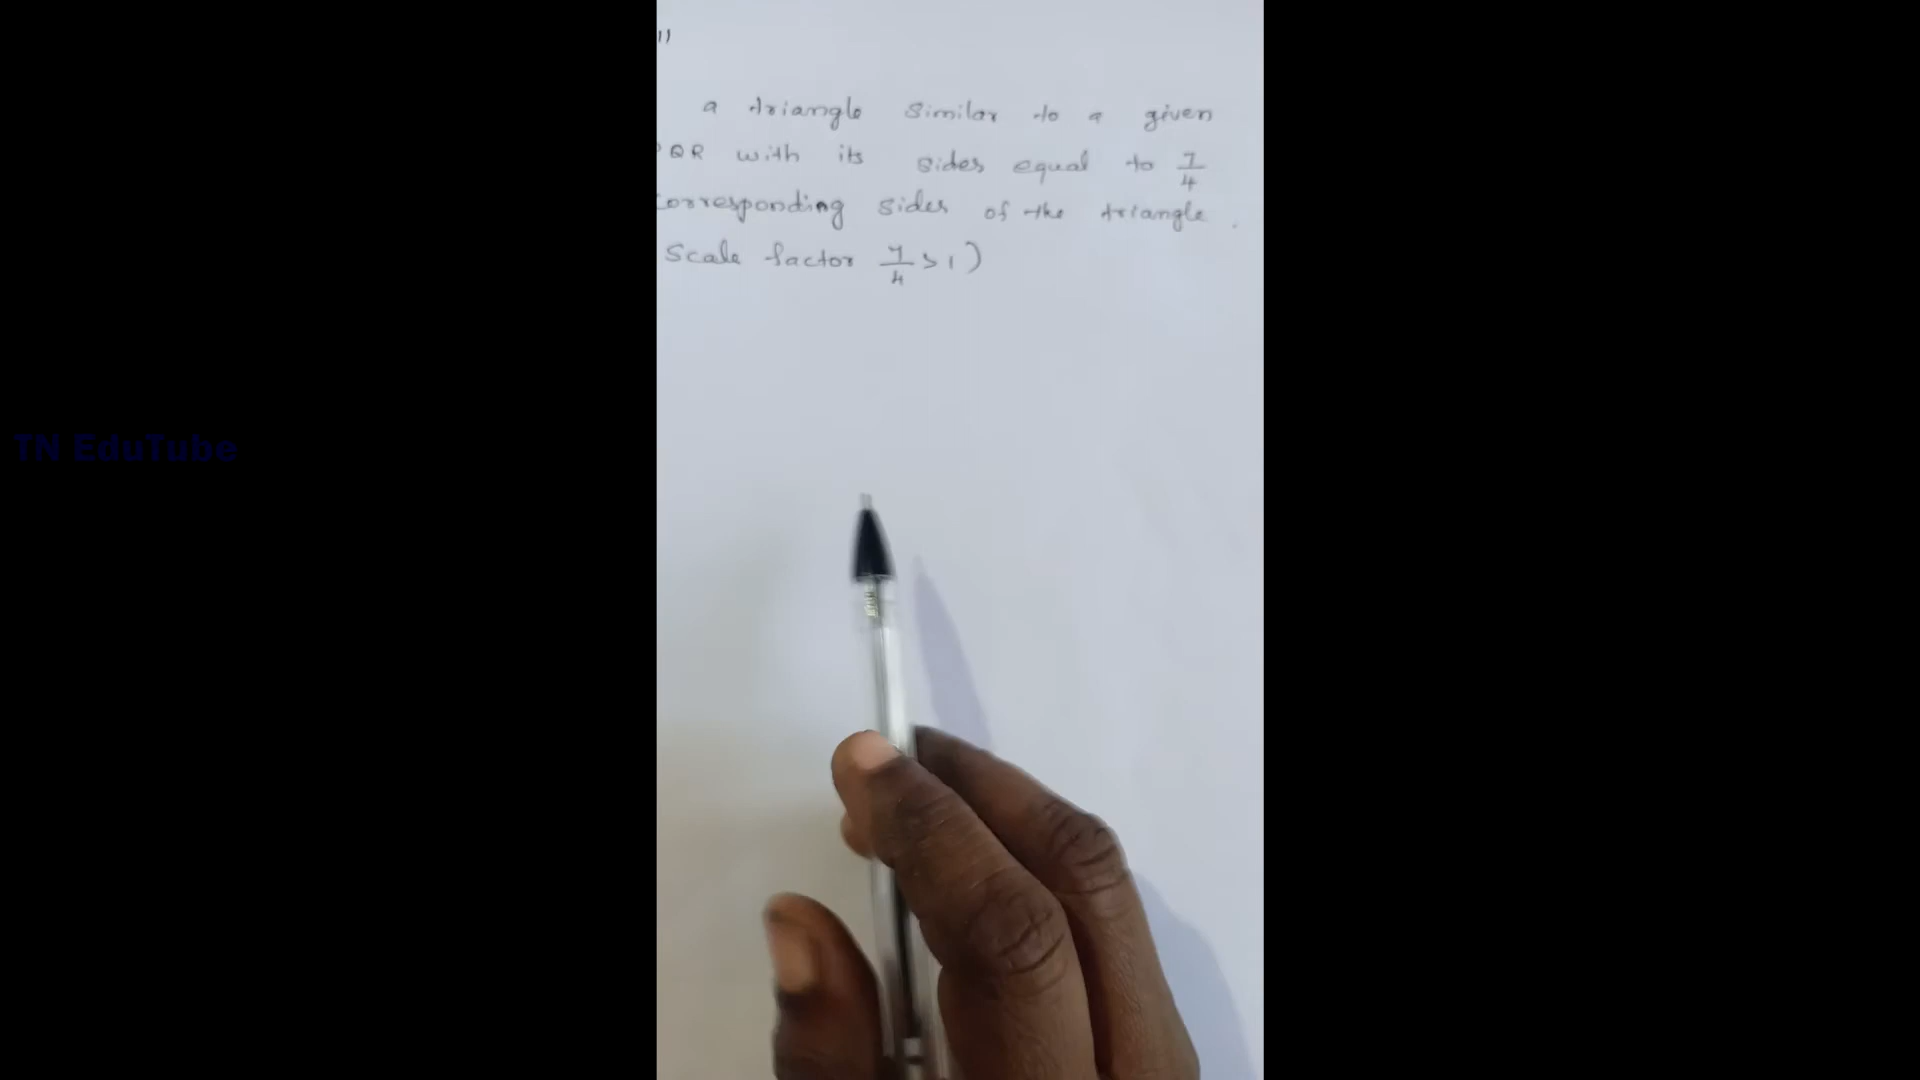 1)
a triangle similar to a given
QR with its sides equal to 7/4
corresponding sides of the triangle.
Scale factor 7/4 > 1)
TN EduTube